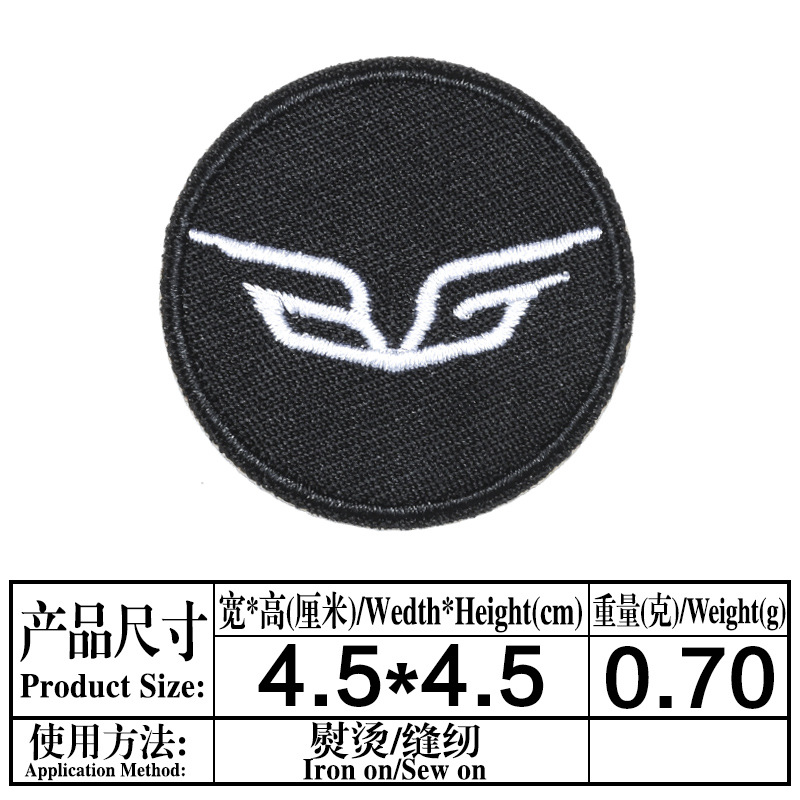 产品尺寸
Product Size:
宽*高(厘米)/Wedth*Height(cm)
4.5*4.5
重量(克)/Weight(g)
0.70
使用方法:
Application Method:
熨烫/缝纫
Iron on/Sew on